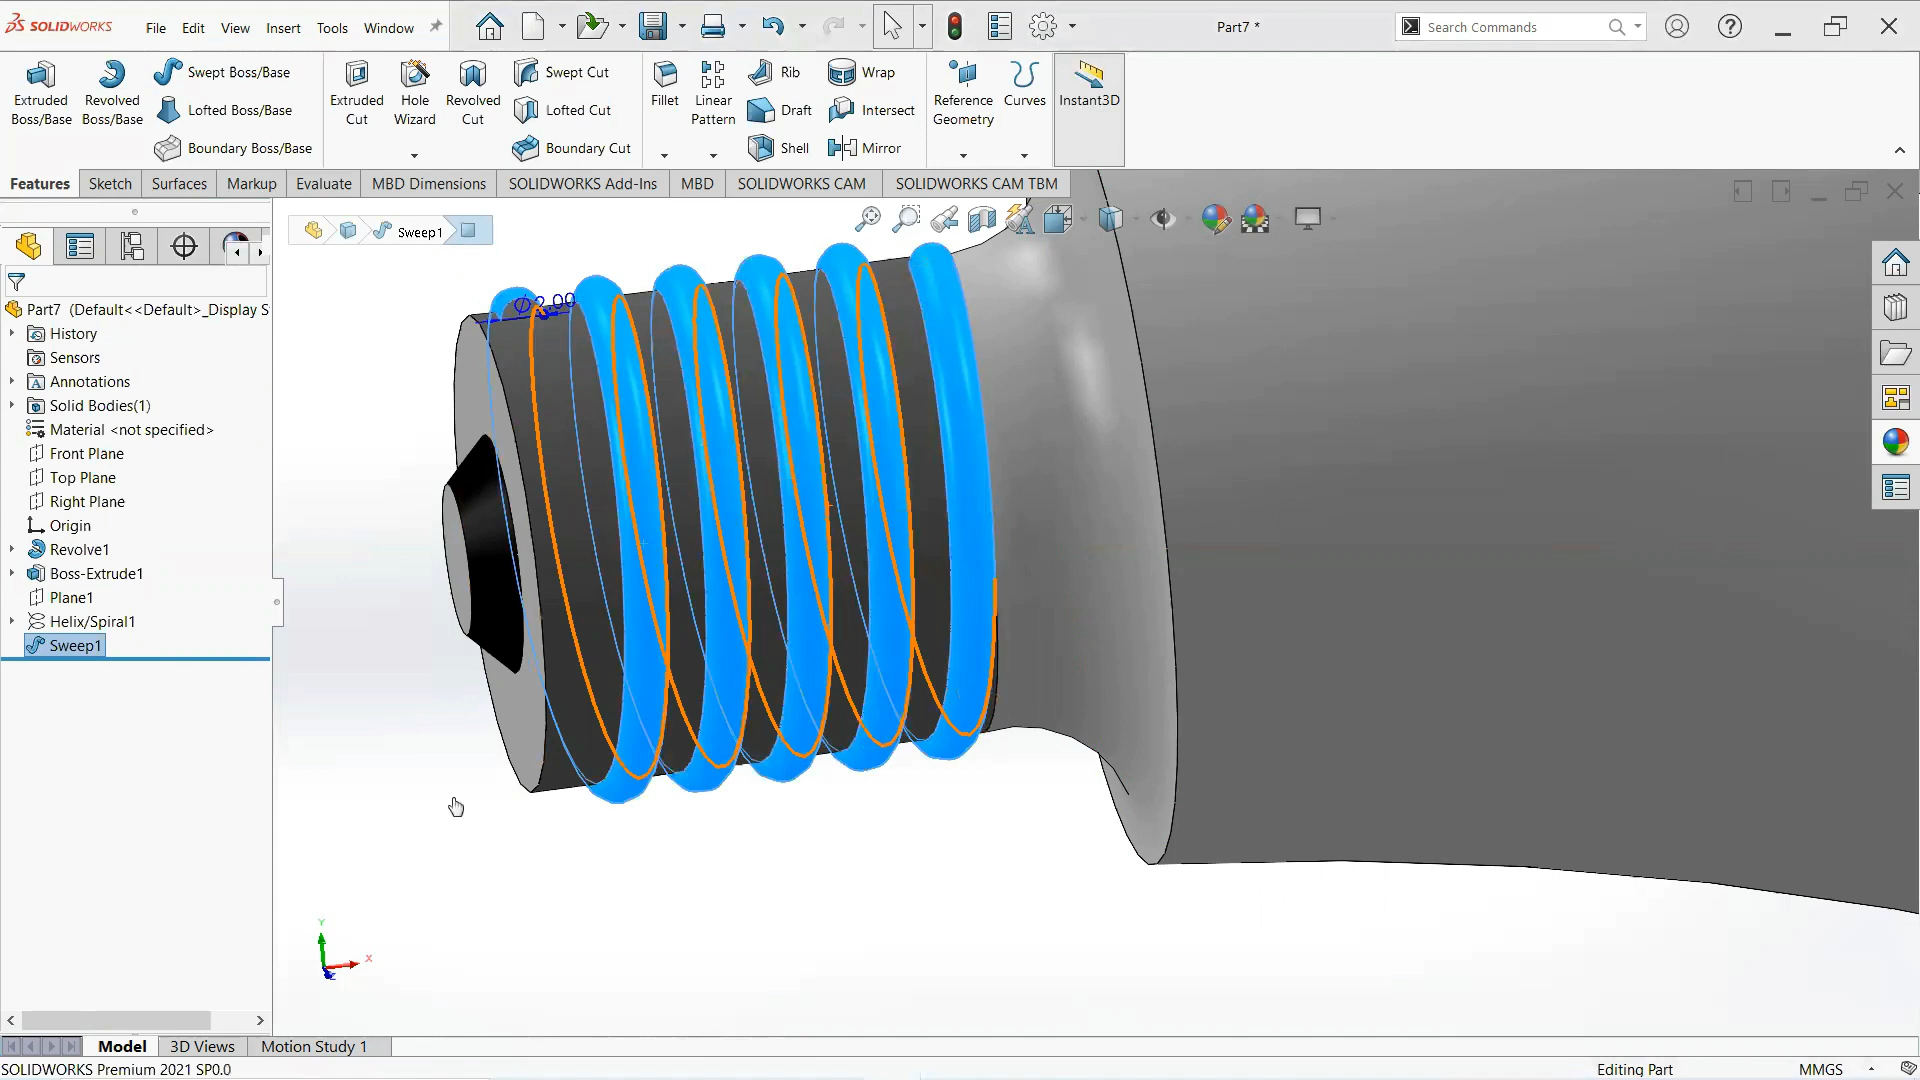 SOLIDWORKS File Edit View Insert Tools Window Part7 * Search Commands
Extruded Boss/Base
Revolved Boss/Base
Swept Boss/Base
Lofted Boss/Base
Boundary Boss/Base
Extruded Cut
Hole Wizard
Revolved Cut
Swept Cut
Lofted Cut
Boundary Cut
Fillet
Linear Pattern
Rib
Draft
Shell
Wrap
Intersect
Mirror
Reference Geometry
Curves
Instant3D
Features Sketch Surfaces Markup Evaluate MBD Dimensions SOLIDWORKS Add-Ins MBD SOLIDWORKS CAM SOLIDWORKS CAM TBM
Sweep1
Part7 (Default<<Default>_Display S
History
Sensors
Annotations
Solid Bodies(1)
Material <not specified>
Front Plane
Top Plane
Right Plane
Origin
Revolve1
Boss-Extrude1
Plane1
Helix/Spiral1
Sweep1
Ø2.00
Y
X
Z
Model 3D Views Motion Study 1
SOLIDWORKS Premium 2021 SP0.0 Editing Part MMGS